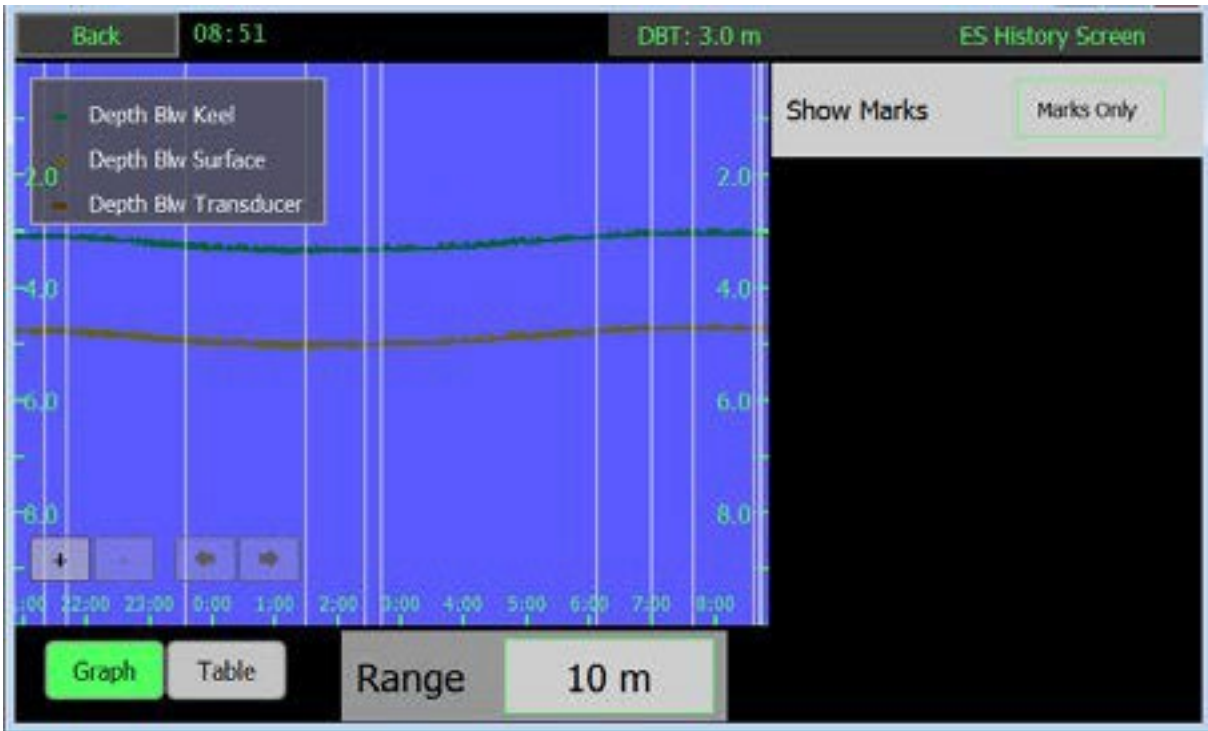 Back 08:51 DBT: 3.0 m ES History Screen
Depth Blw Keel
Depth Blw Surface
Depth Blw Transducer
Show Marks Marks Only
2.0 2.0
4.0 4.0
6.0 6.0
8.0 8.0
+ -
:00 22:00 23:00 0:00 1:00 2:00 3:00 4:00 5:00 6:00 7:00 8:00
Graph Table Range 10 m